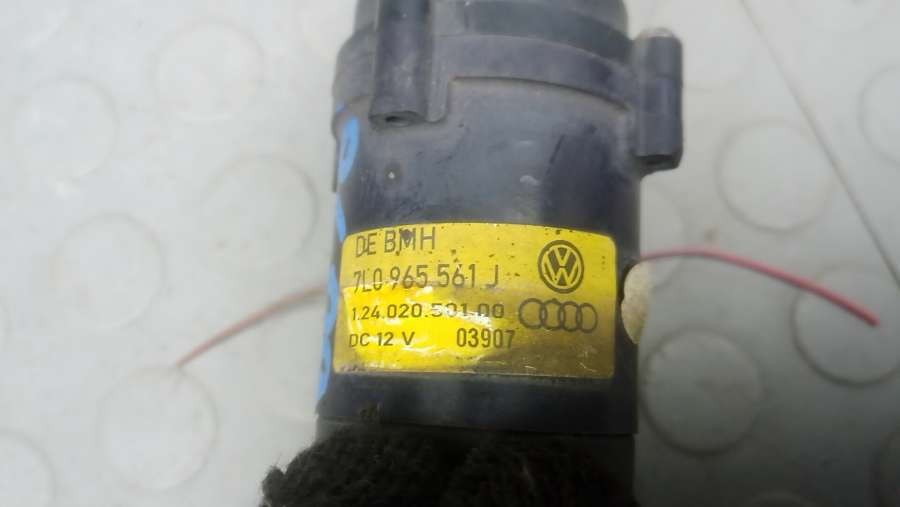 DE BMH
7L0 965 561 J
1.24.020.501.00
DC 12 V 03907